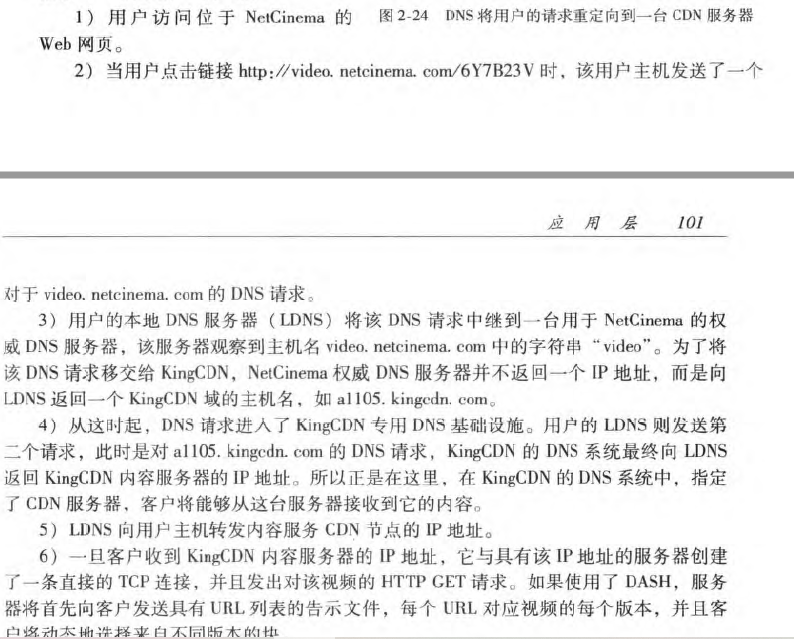 1）用户访问位于 NetCinema 的 图 2-24 DNS 将用户的请求重定向到一台 CDN 服务器
Web 网页。
2）当用户点击链接 http://video. netcinema. com/6Y7B23V 时，该用户主机发送了一个
应用层 101
对于 video. netcinema. com 的 DNS 请求。
3）用户的本地 DNS 服务器（LDNS）将该 DNS 请求中继到一台用于 NetCinema 的权
威 DNS 服务器，该服务器观察到主机名 video. netcinema. com 中的字符串“video”。为了将
该 DNS 请求移交给 KingCDN，NetCinema 权威 DNS 服务器并不返回一个 IP 地址，而是向
LDNS 返回一个 KingCDN 域的主机名，如 a1105. kingcdn. com。
4）从这时起，DNS 请求进入了 KingCDN 专用 DNS 基础设施。用户的 LDNS 则发送第
二个请求，此时是对 a1105. kingcdn. com 的 DNS 请求，KingCDN 的 DNS 系统最终向 LDNS
返回 KingCDN 内容服务器的 IP 地址。所以正是在这里，在 KingCDN 的 DNS 系统中，指定
了 CDN 服务器，客户将能够从这台服务器接收到它的内容。
5）LDNS 向用户主机转发内容服务 CDN 节点的 IP 地址。
6）一旦客户收到 KingCDN 内容服务器的 IP 地址，它与具有该 IP 地址的服务器创建
了一条直接的 TCP 连接，并且发出对该视频的 HTTP GET 请求。如果使用了 DASH，服务
器将首先向客户发送具有 URL 列表的告示文件，每个 URL 对应视频的每个版本，并且客
户将动态地选择来自不同版本的块